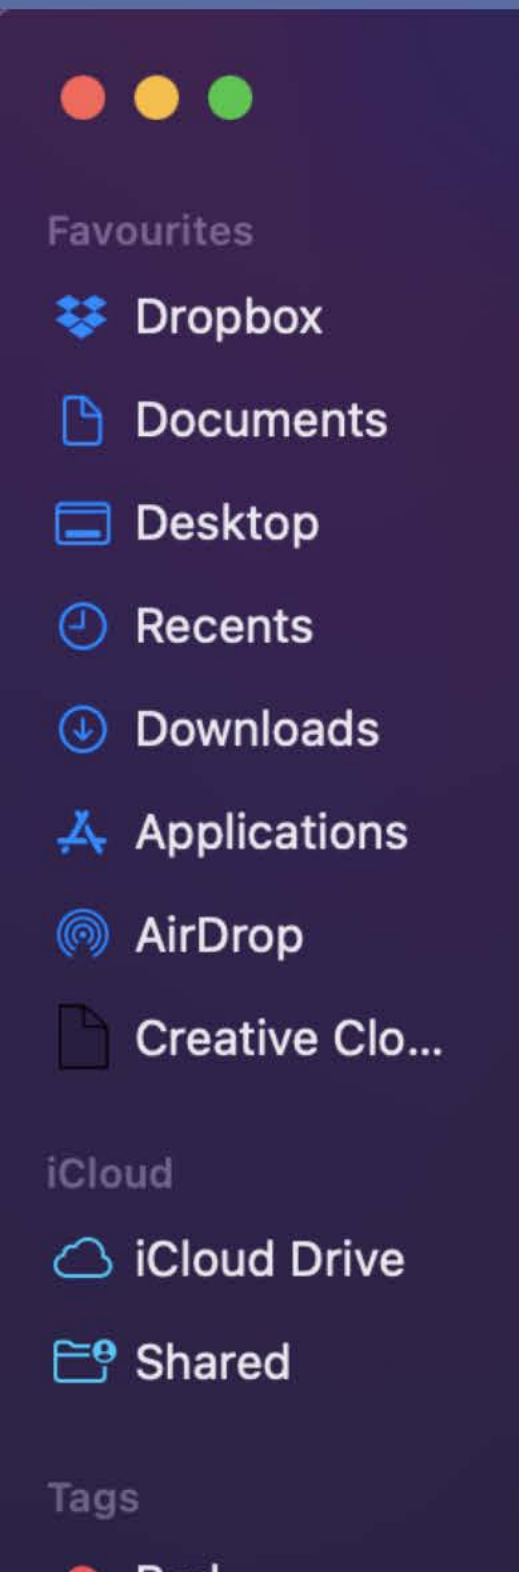 Favourites
Dropbox
Documents
Desktop
Recents
Downloads
Applications
AirDrop
Creative Clo...
iCloud
iCloud Drive
Shared
Tags